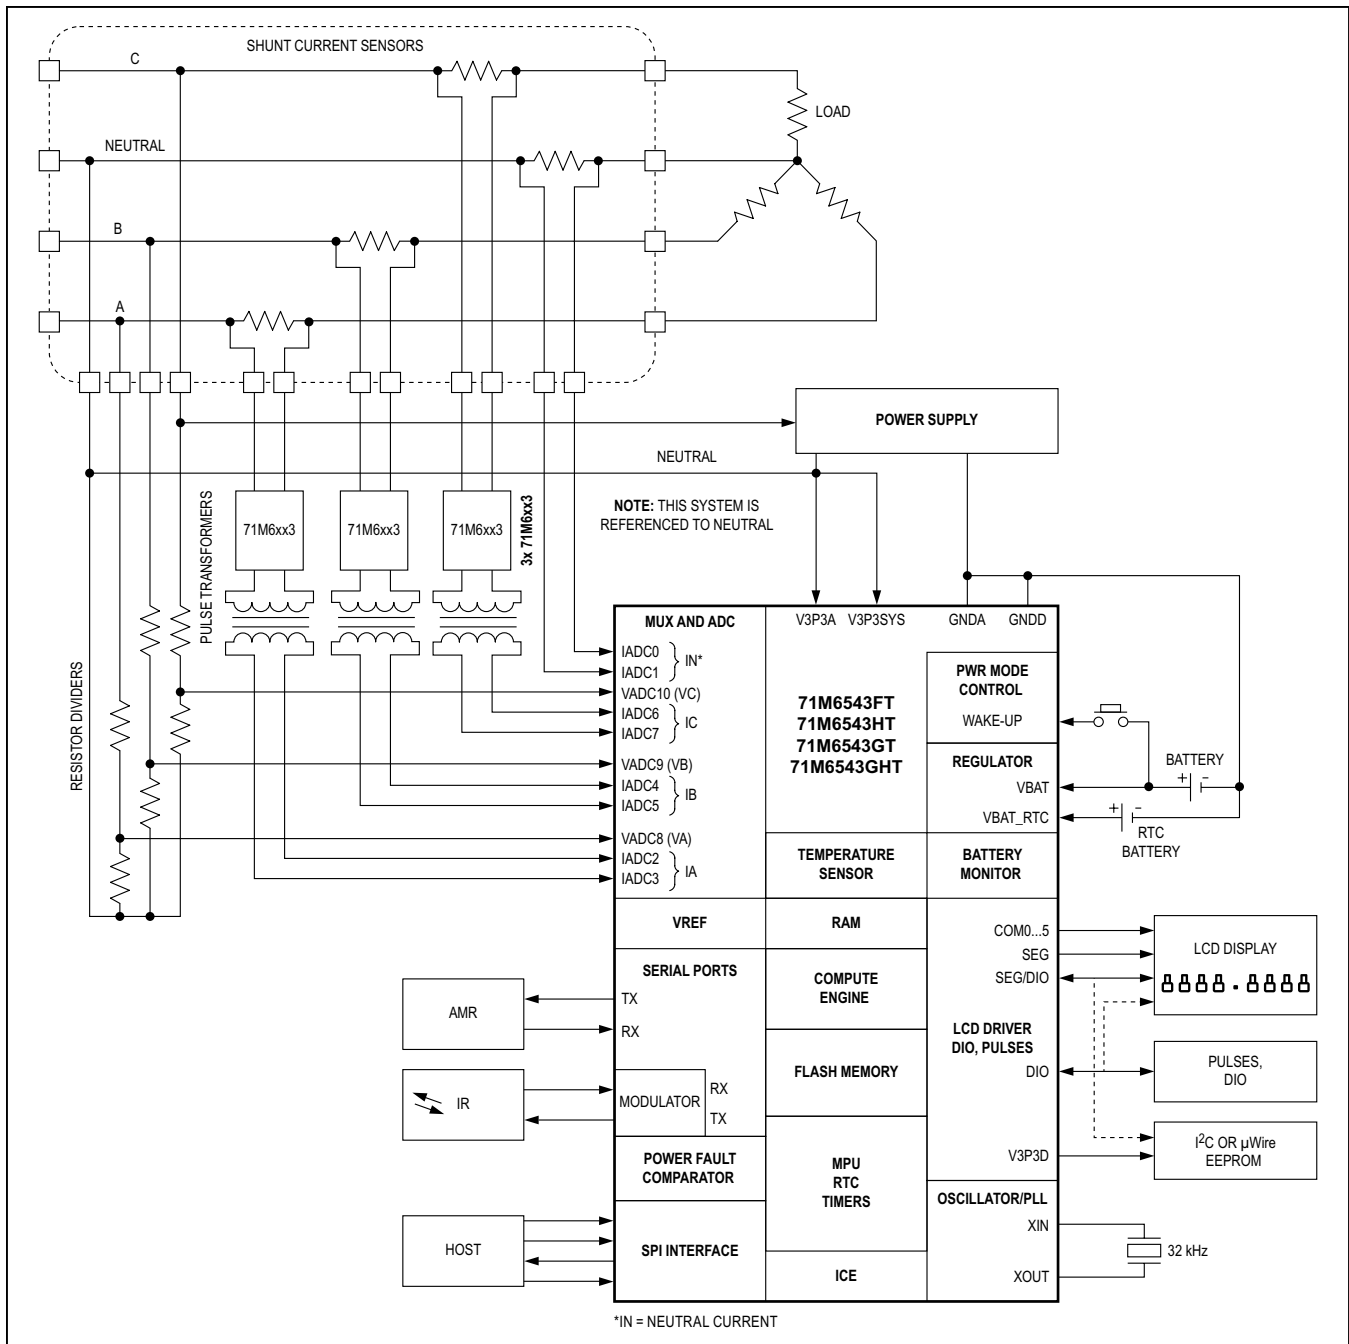 SHUNT CURRENT SENSORS
C
LOAD
NEUTRAL
B
A
POWER SUPPLY
NEUTRAL
NOTE: THIS SYSTEM IS
REFERENCED TO NEUTRAL
71M6xx3
71M6xx3
71M6xx3
3x 71M6xx3
PULSE TRANSFORMERS
RESISTOR DIVIDERS
MUX AND ADC
V3P3A
V3P3SYS
GNDA
GNDD
IADC0
IADC1
IN*
VADC10 (VC)
IADC6
IADC7
IC
VADC9 (VB)
IADC4
IADC5
IB
VADC8 (VA)
IADC2
IADC3
IA
71M6543FT
71M6543HT
71M6543GT
71M6543GHT
PWR MODE
CONTROL
WAKE-UP
REGULATOR
VBAT
VBAT_RTC
BATTERY
+ -
+ -
RTC
BATTERY
TEMPERATURE
SENSOR
BATTERY
MONITOR
VREF
RAM
COM0...5
SEG
SEG/DIO
LCD DISPLAY
8888.8888
SERIAL PORTS
TX
RX
AMR
COMPUTE
ENGINE
LCD DRIVER
DIO, PULSES
DIO
PULSES,
DIO
FLASH MEMORY
IR
MODULATOR
RX
TX
V3P3D
I²C OR µWire
EEPROM
POWER FAULT
COMPARATOR
MPU
RTC
TIMERS
OSCILLATOR/PLL
XIN
XOUT
32 kHz
HOST
SPI INTERFACE
ICE
*IN = NEUTRAL CURRENT